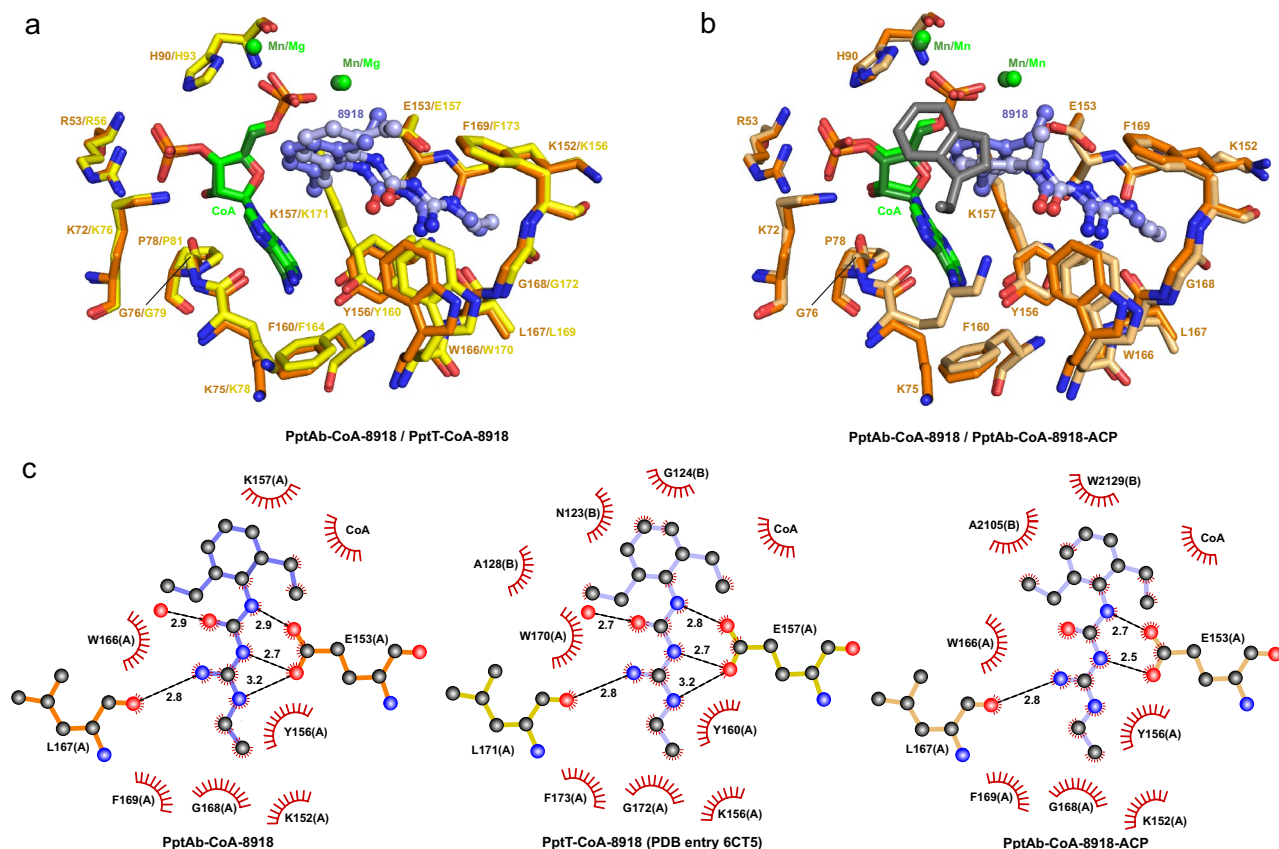 a
Mn/Mg
H90/H93
Mn/Mg
R53/R56
8918
E153/E157
F169/F173
K152/K156
CoA
K157/K171
K72/K76
P78/P81
G168/G172
G76/G79
Y156/Y160
F160/F164
L167/L169
W166/W170
K75/K78
PptAb-CoA-8918 / PptT-CoA-8918
b
Mn/Mn
H90
Mn/Mn
8918
E153
R53
F169
K152
CoA
K157
K72
P78
G168
G76
Y156
L167
F160
W166
K75
PptAb-CoA-8918 / PptAb-CoA-8918-ACP
c
K157(A)
CoA
2.9
2.9
W166(A)
E153(A)
2.7
3.2
2.8
Y156(A)
L167(A)
F169(A)
G168(A)
K152(A)
PptAb-CoA-8918
G124(B)
N123(B)
CoA
A128(B)
2.7
2.8
W170(A)
E157(A)
2.7
3.2
2.8
Y160(A)
L171(A)
F173(A)
G172(A)
K156(A)
PptT-CoA-8918 (PDB entry 6CT5)
W2129(B)
A2105(B)
CoA
2.7
W166(A)
E153(A)
2.5
2.8
Y156(A)
L167(A)
F169(A)
G168(A)
K152(A)
PptAb-CoA-8918-ACP